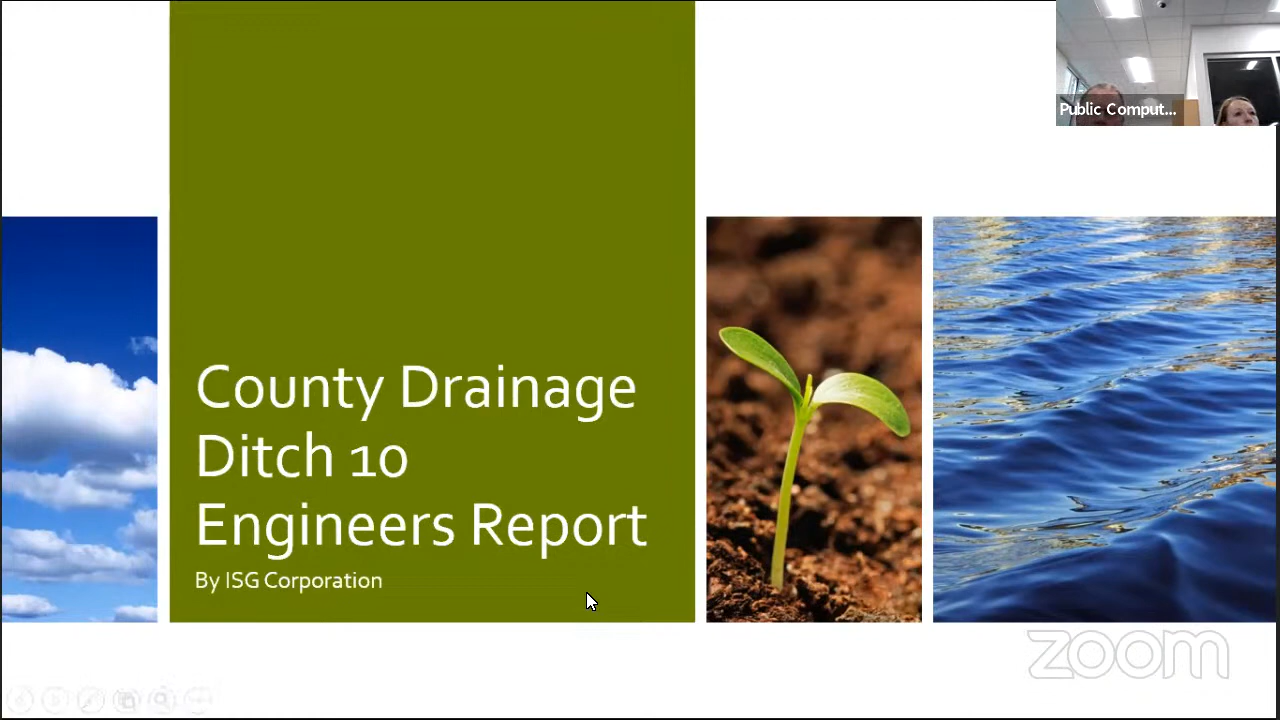 Public Comput...
County Drainage
Ditch 10
Engineers Report
By ISG Corporation
zoom